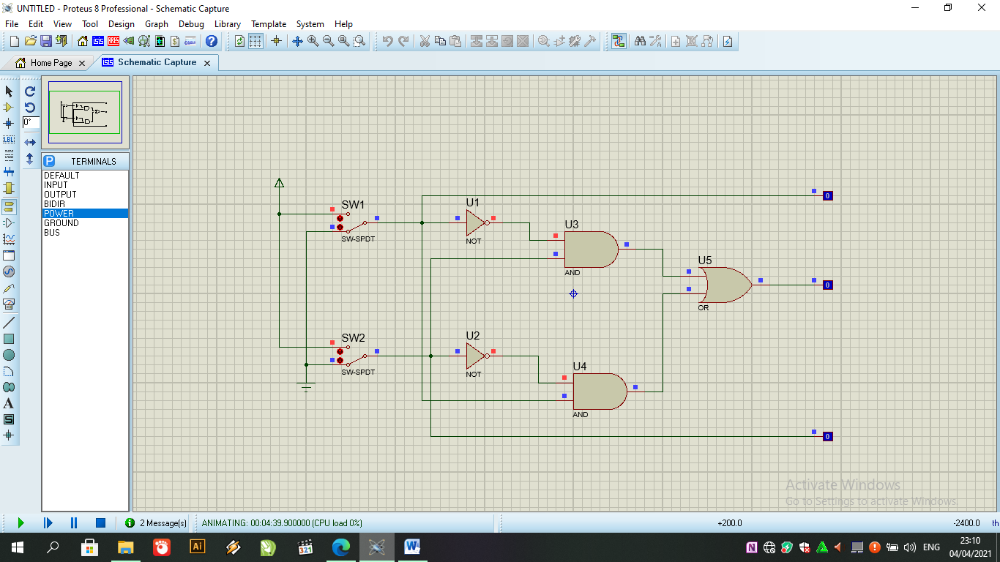 UNTITLED - Proteus 8 Professional - Schematic Capture
File Edit View Tool Design Graph Debug Library Template System Help
Home Page
Schematic Capture
0°
LBL
P TERMINALS
DEFAULT
INPUT
OUTPUT
BIDIR
POWER
GROUND
BUS
A
S
SW1
SW-SPDT
U1
NOT
0
U3
AND
U5
OR
0
SW2
SW-SPDT
U2
NOT
U4
AND
0
Activate Windows
Go to Settings to activate Windows.
2 Message(s)
ANIMATING: 00:04:39.900000 (CPU load 0%)
+200.0
-2400.0
th
Ai
321
W
N
ENG
23:10
04/04/2021